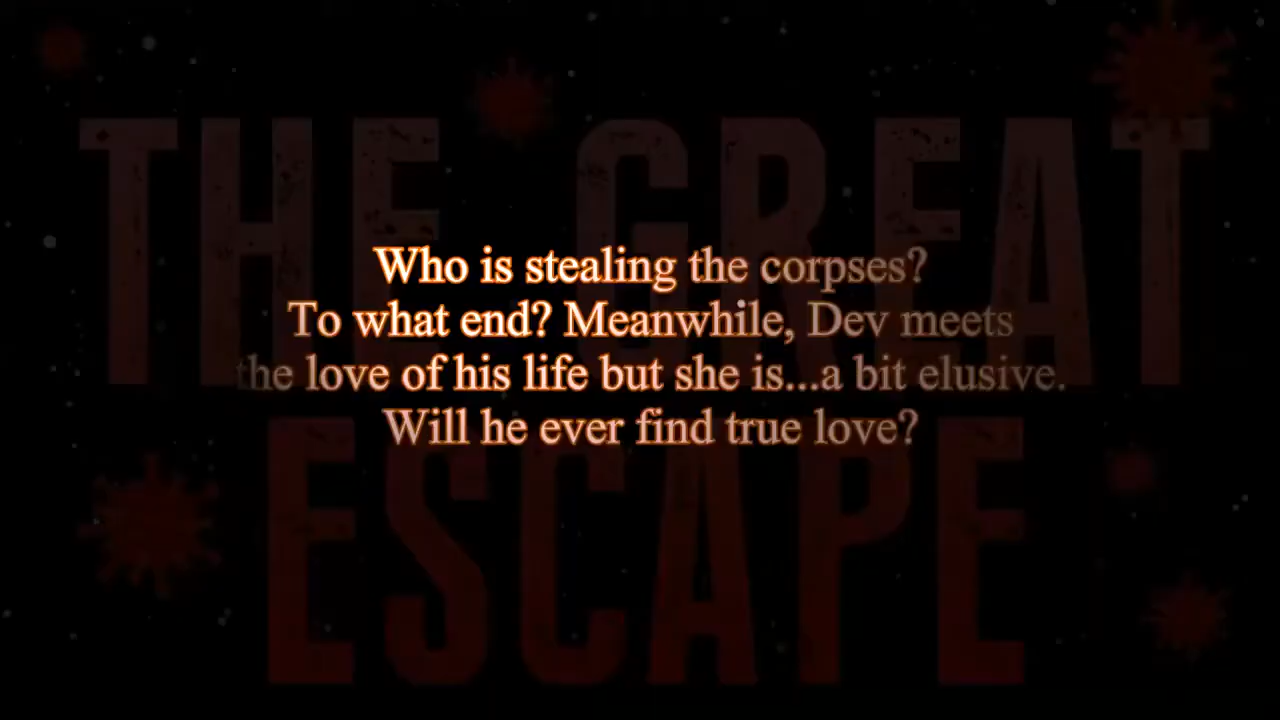 THE GREAT
ESCAPE
Who is stealing the corpses?
To what end? Meanwhile, Dev meets
the love of his life but she is...a bit elusive.
Will he ever find true love?